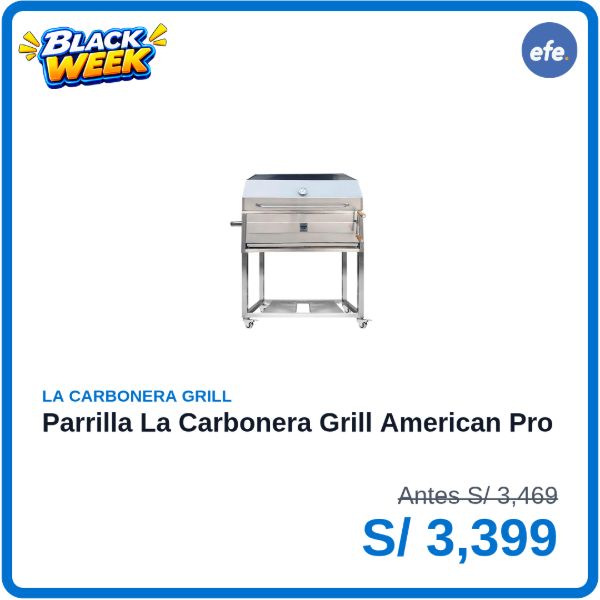 BLACK
WEEK
efe.
LA CARBONERA GRILL
Parrilla La Carbonera Grill American Pro
Antes S/ 3,469
S/ 3,399